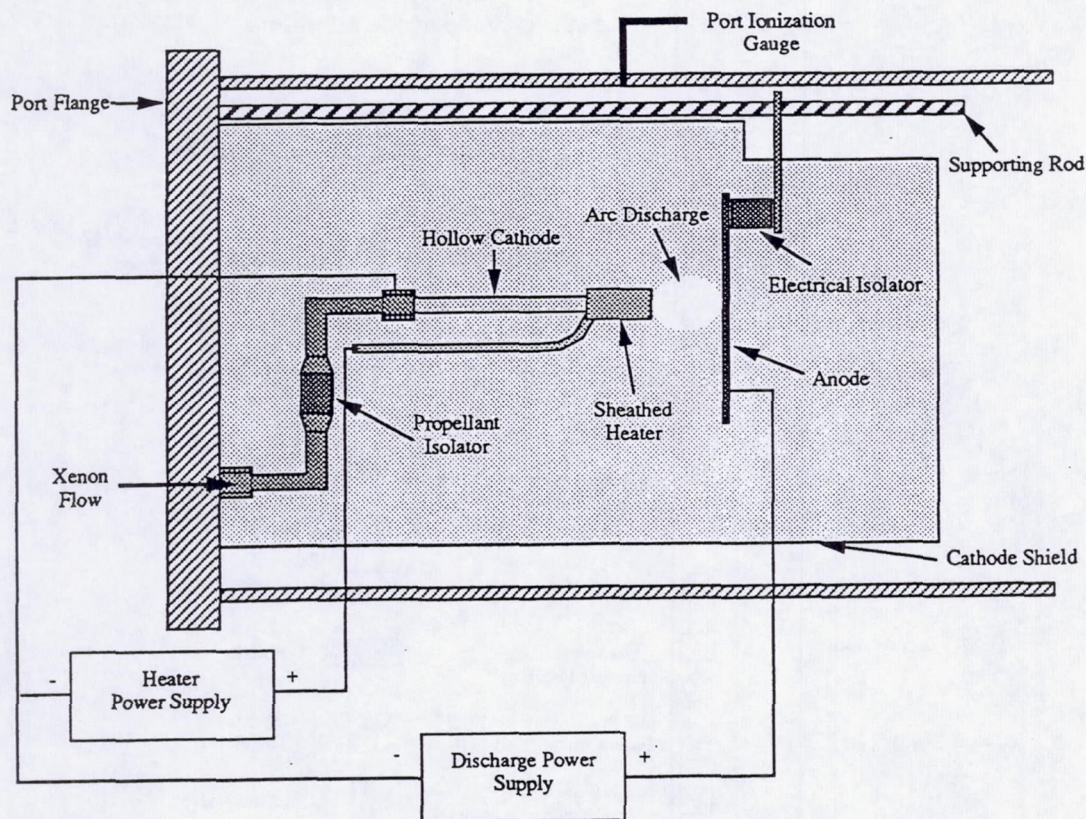 Port Ionization
Gauge
Port Flange
Supporting Rod
Arc Discharge
Hollow Cathode
Electrical Isolator
Anode
Sheathed
Heater
Propellant
Isolator
Xenon
Flow
Cathode Shield
-
Heater
Power Supply
+
-
Discharge Power
Supply
+